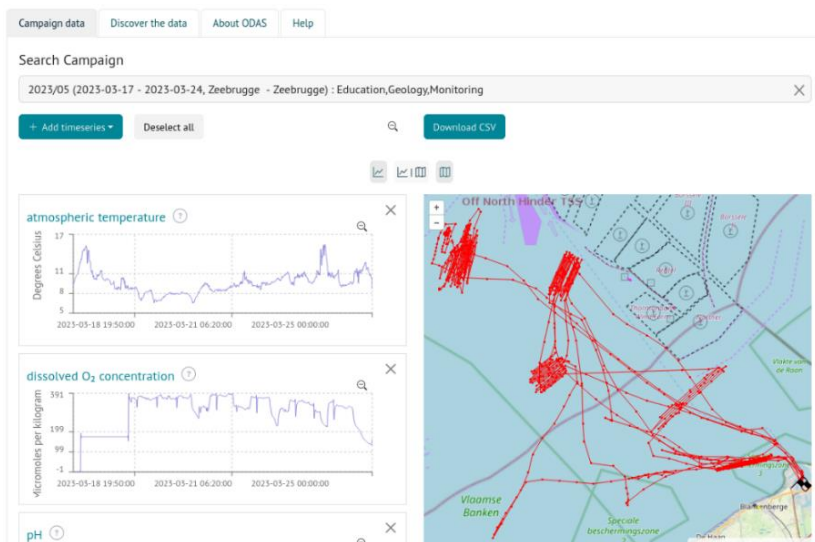 Campaign data Discover the data About ODAS Help
Search Campaign
2023/05 (2023-03-17 - 2023-03-24, Zeebrugge - Zeebrugge) : Education,Geology,Monitoring
+ Add timeseries Deselect all Download CSV
atmospheric temperature ?
Degrees Celsius
17
11
8
5
2023-03-18 19:50:00 2023-03-21 06:20:00 2023-03-25 00:00:00
dissolved O₂ concentration ?
Micromoles per kilogram
391
199
99
-1
2023-03-18 19:50:00 2023-03-21 06:20:00 2023-03-25 00:00:00
pH ?
+
-
Off North Hinder TSS
Vlakte van
de Raan
Vlaamse
Banken
Speciale
beschermingszone
Blankenberge
De Haan